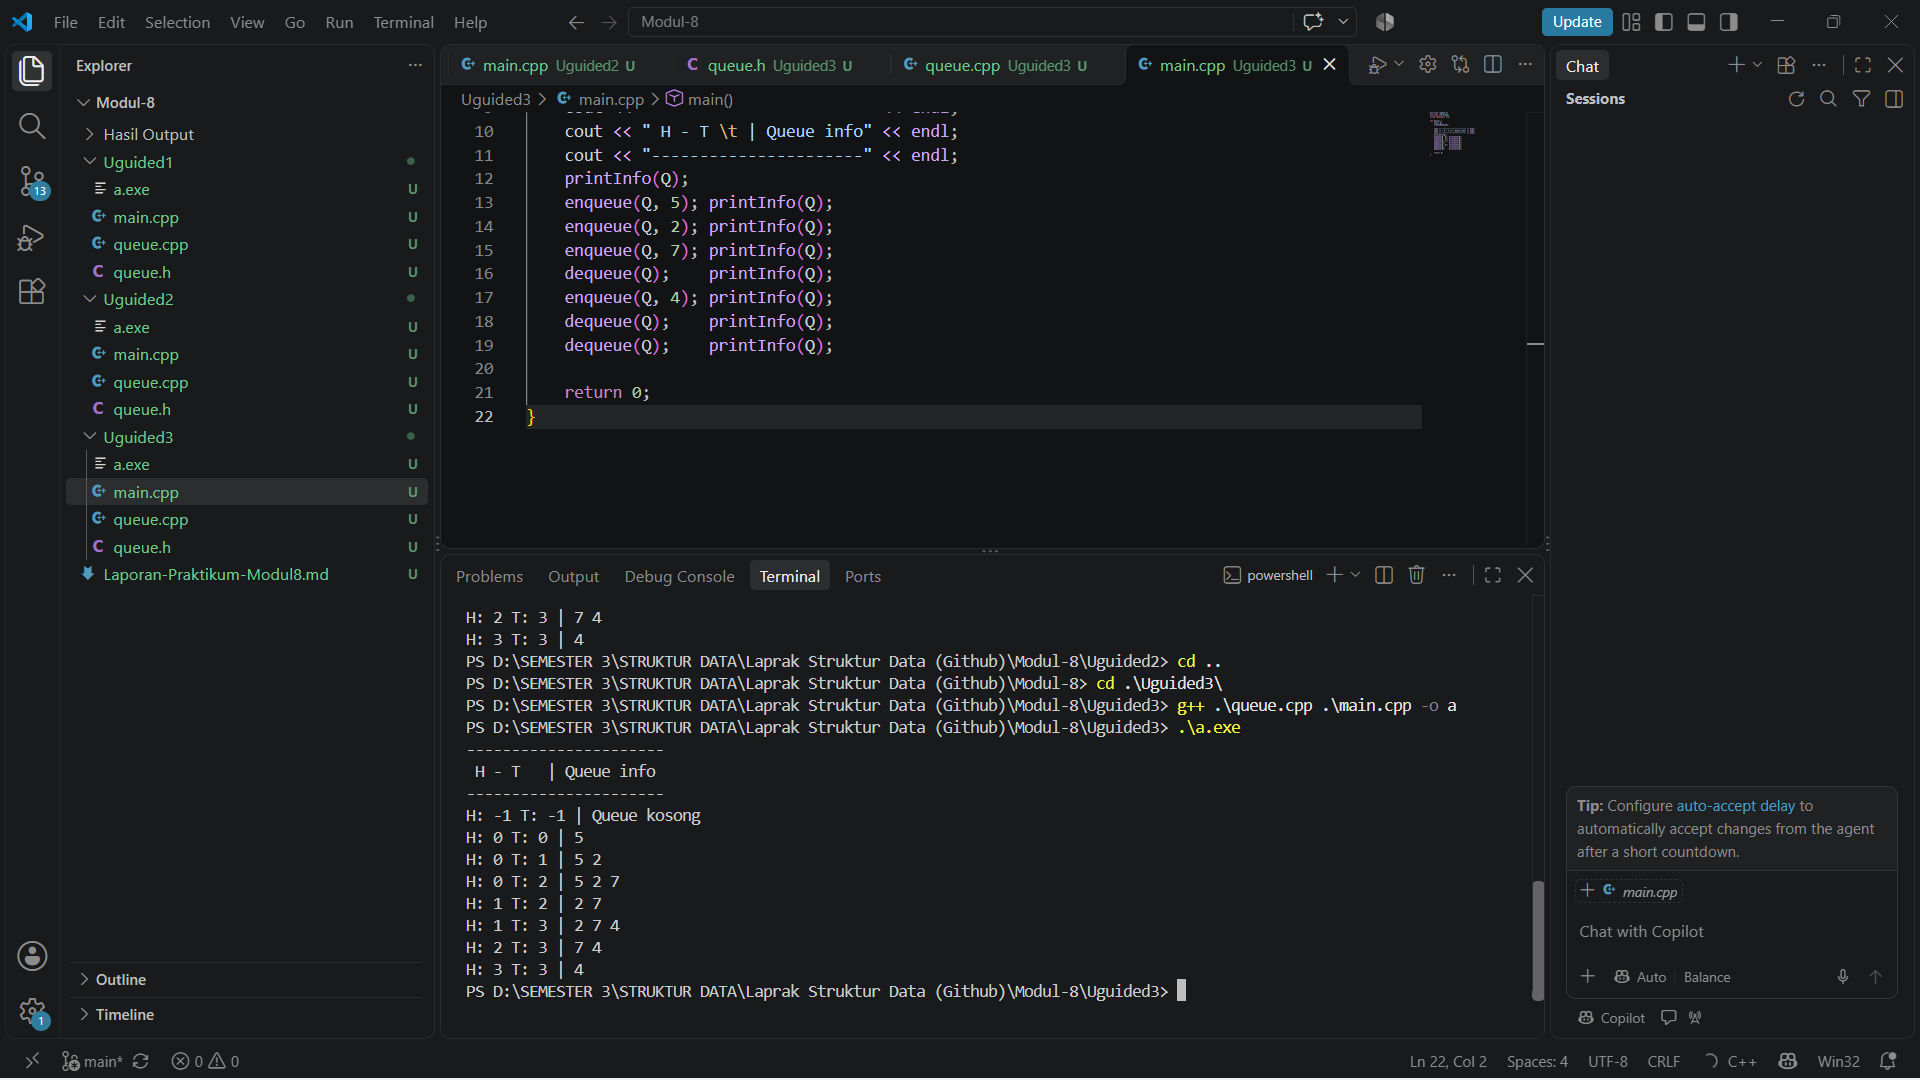 File Edit Selection View Go Run Terminal Help
Modul-8
Update
Explorer
Modul-8
Hasil Output
Uguided1
a.exe U
main.cpp U
queue.cpp U
queue.h U
Uguided2
a.exe U
main.cpp U
queue.cpp U
queue.h U
Uguided3
a.exe U
main.cpp U
queue.cpp U
queue.h U
Laporan-Praktikum-Modul8.md U
Outline
Timeline
13
1
main.cpp Uguided2 U
queue.h Uguided3 U
queue.cpp Uguided3 U
main.cpp Uguided3 U
Uguided3 > main.cpp > main()
10 cout << " H - T \t | Queue info" << endl;
11 cout << "----------------------" << endl;
12 printInfo(Q);
13 enqueue(Q, 5); printInfo(Q);
14 enqueue(Q, 2); printInfo(Q);
15 enqueue(Q, 7); printInfo(Q);
16 dequeue(Q);    printInfo(Q);
17 enqueue(Q, 4); printInfo(Q);
18 dequeue(Q);    printInfo(Q);
19 dequeue(Q);    printInfo(Q);
20
21 return 0;
22 }
Problems Output Debug Console Terminal Ports
powershell
H: 2 T: 3 | 7 4
H: 3 T: 3 | 4
PS D:\SEMESTER 3\STRUKTUR DATA\Laprak Struktur Data (Github)\Modul-8\Uguided2> cd ..
PS D:\SEMESTER 3\STRUKTUR DATA\Laprak Struktur Data (Github)\Modul-8> cd .\Uguided3\
PS D:\SEMESTER 3\STRUKTUR DATA\Laprak Struktur Data (Github)\Modul-8\Uguided3> g++ .\queue.cpp .\main.cpp -o a
PS D:\SEMESTER 3\STRUKTUR DATA\Laprak Struktur Data (Github)\Modul-8\Uguided3> .\a.exe
----------------------
 H - T   | Queue info
----------------------
H: -1 T: -1 | Queue kosong
H: 0 T: 0 | 5
H: 0 T: 1 | 5 2
H: 0 T: 2 | 5 2 7
H: 1 T: 2 | 2 7
H: 1 T: 3 | 2 7 4
H: 2 T: 3 | 7 4
H: 3 T: 3 | 4
PS D:\SEMESTER 3\STRUKTUR DATA\Laprak Struktur Data (Github)\Modul-8\Uguided3>
Chat
Sessions
Tip: Configure auto-accept delay to
automatically accept changes from the agent
after a short countdown.
main.cpp
Chat with Copilot
Auto Balance
Copilot
main* 0 0
Ln 22, Col 2 Spaces: 4 UTF-8 CRLF C++ Win32